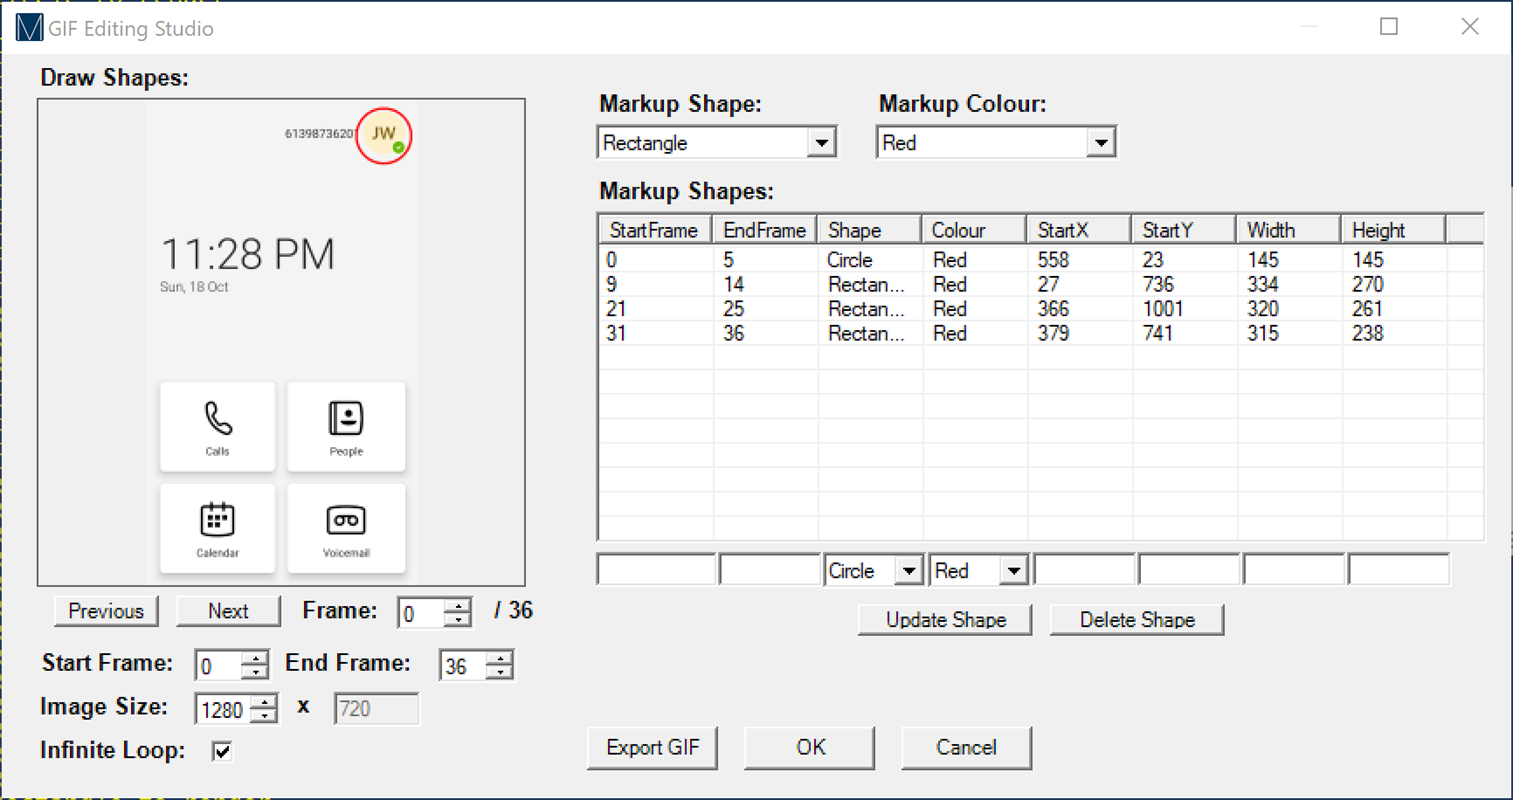 GIF Editing Studio
Draw Shapes:
61398736201
JW
11:28 PM
Sun, 18 Oct
Calls
People
Calendar
Voicemail
Previous
Next
Frame:
0
/ 36
Start Frame:
0
End Frame:
36
Image Size:
1280
x
720
Infinite Loop:
Markup Shape:
Rectangle
Markup Colour:
Red
Markup Shapes:
StartFrame EndFrame Shape Colour StartX StartY Width Height
0 5 Circle Red 558 23 145 145
9 14 Rectan... Red 27 736 334 270
21 25 Rectan... Red 366 1001 320 261
31 36 Rectan... Red 379 741 315 238
Circle
Red
Update Shape
Delete Shape
Export GIF
OK
Cancel